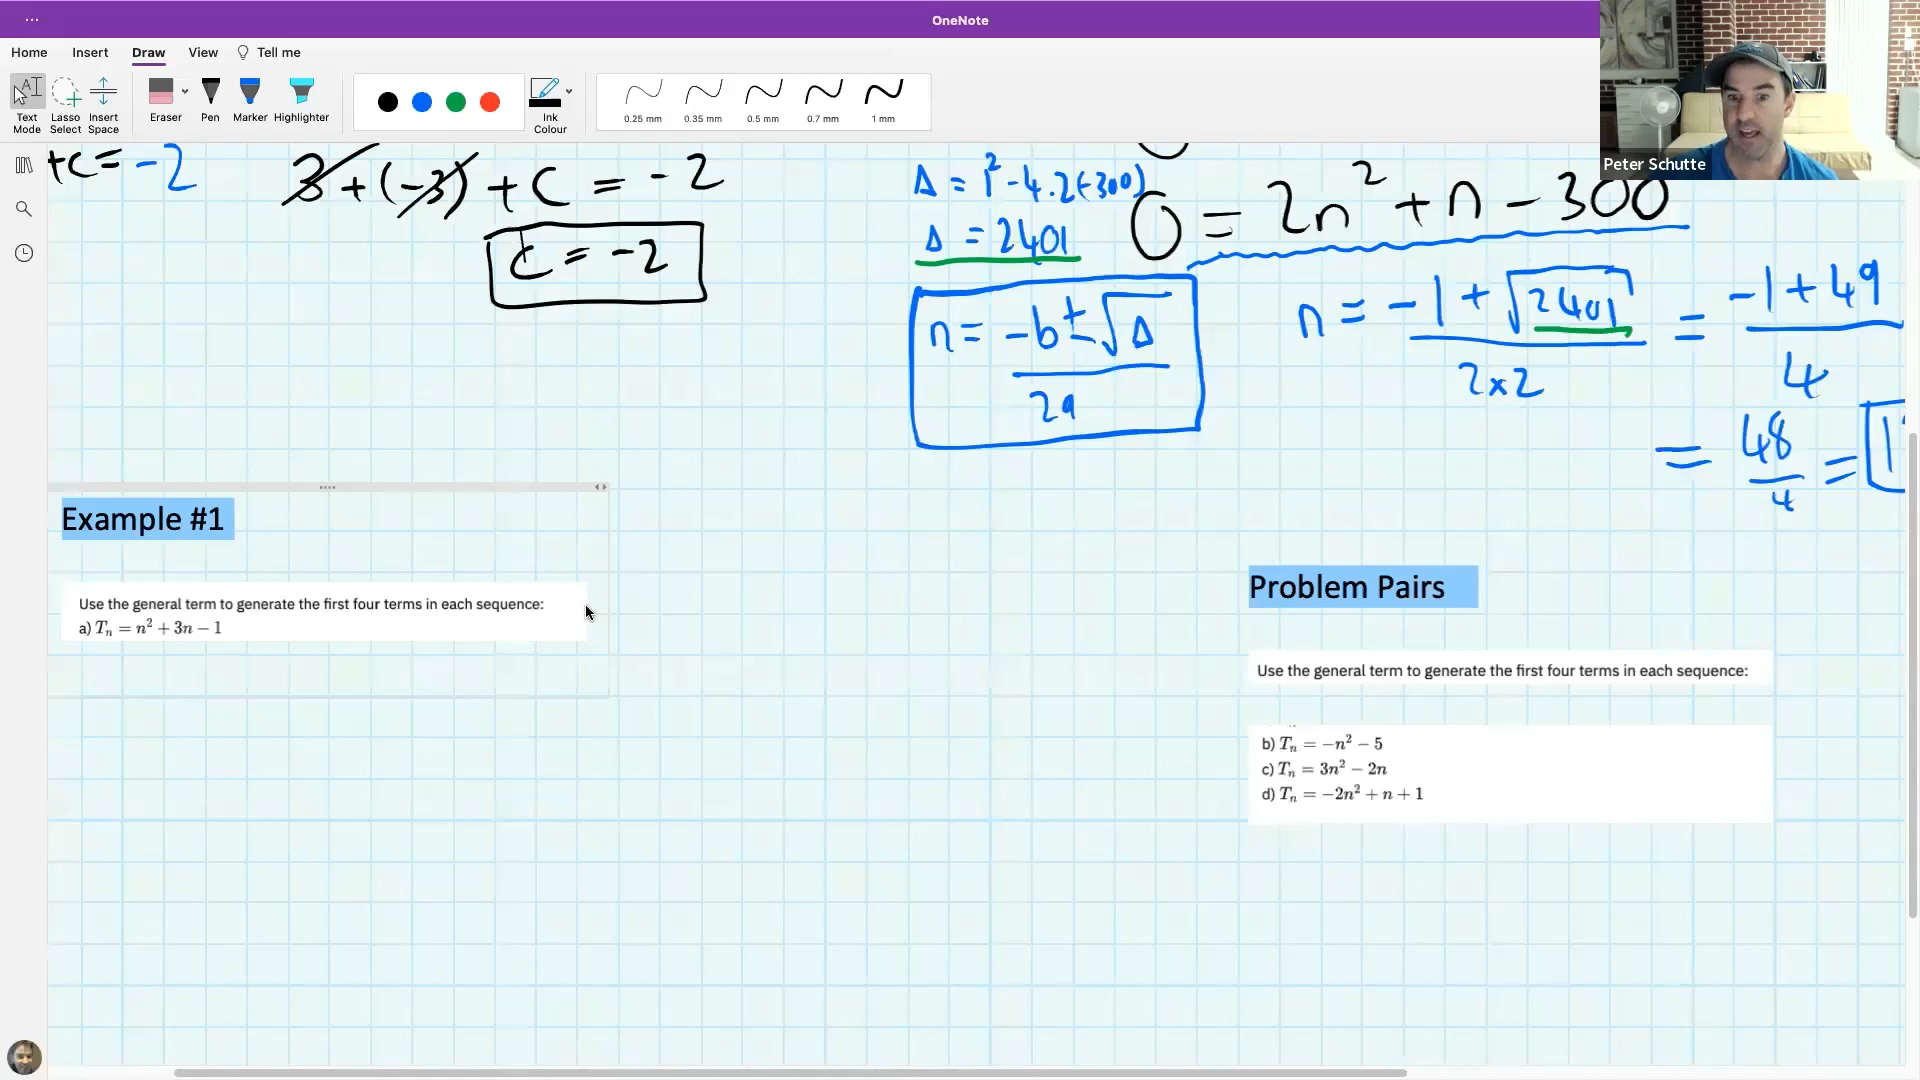 OneNote
Home Insert Draw View Tell me
Text Mode
Lasso Select
Insert Space
Eraser
Pen
Marker
Highlighter
Ink Colour
0.25 mm
0.35 mm
0.5 mm
0.7 mm
1 mm
Peter Schutte
+c = -2
3 + (-3) + c = -2
c = -2
Δ = 1² - 4.2(-300)
Δ = 2401
0 = 2n² + n - 300
n = -b ± √Δ / 2a
n = -1 + √2401 / 2x2 = -1 + 49 / 4
= 48/4 =
Example #1
Use the general term to generate the first four terms in each sequence:
a) Tₙ = n² + 3n − 1
Problem Pairs
Use the general term to generate the first four terms in each sequence:
b) Tₙ = −n² − 5
c) Tₙ = 3n² − 2n
d) Tₙ = −2n² + n + 1